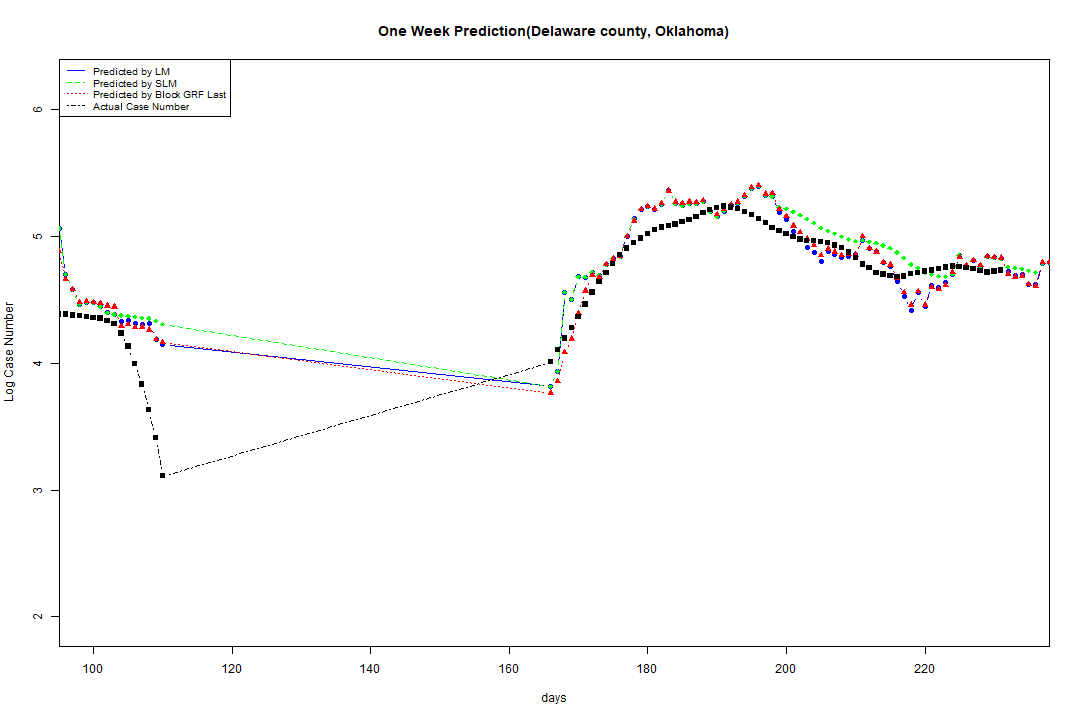 One Week Prediction(Delaware county, Oklahoma)
Predicted by LM
Predicted by SLM
Predicted by Block GRF Last
Actual Case Number
Log Case Number
6
5
4
3
2
100 120 140 160 180 200 220
days